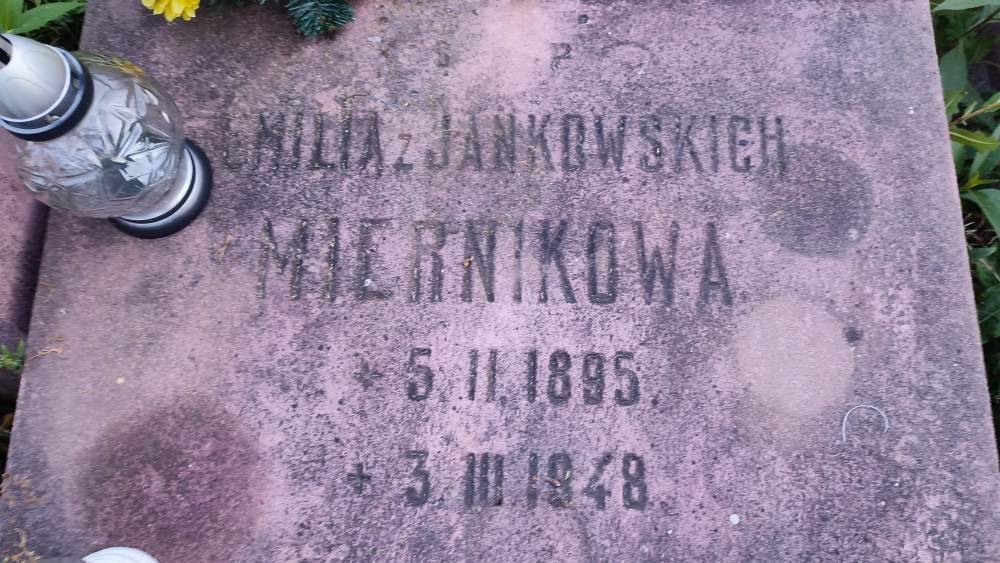 Ś P
EMILIA z JANKOWSKICH
MIERNIKOWA
* 5. II. 1895.
+ 3. III 1948.